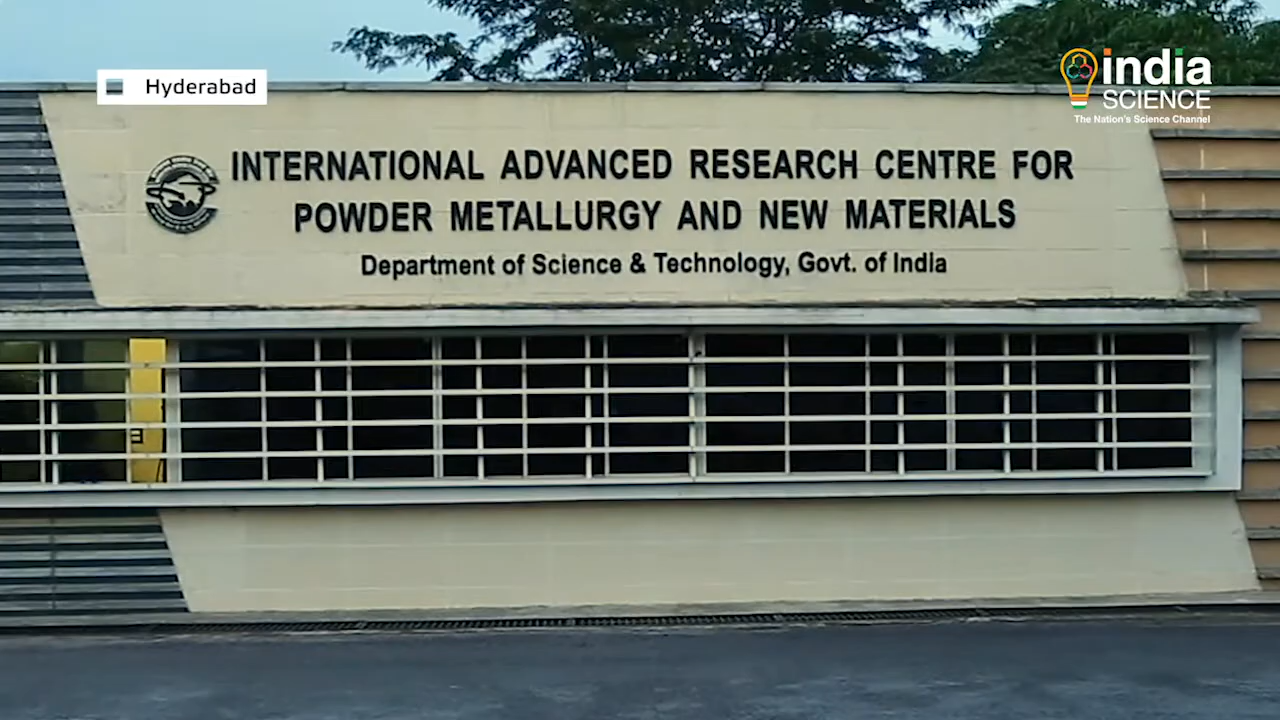 Hyderabad
india
SCIENCE
The Nation's Science Channel
INTERNATIONAL ADVANCED RESEARCH CENTRE FOR
POWDER METALLURGY AND NEW MATERIALS
Department of Science & Technology, Govt. of India